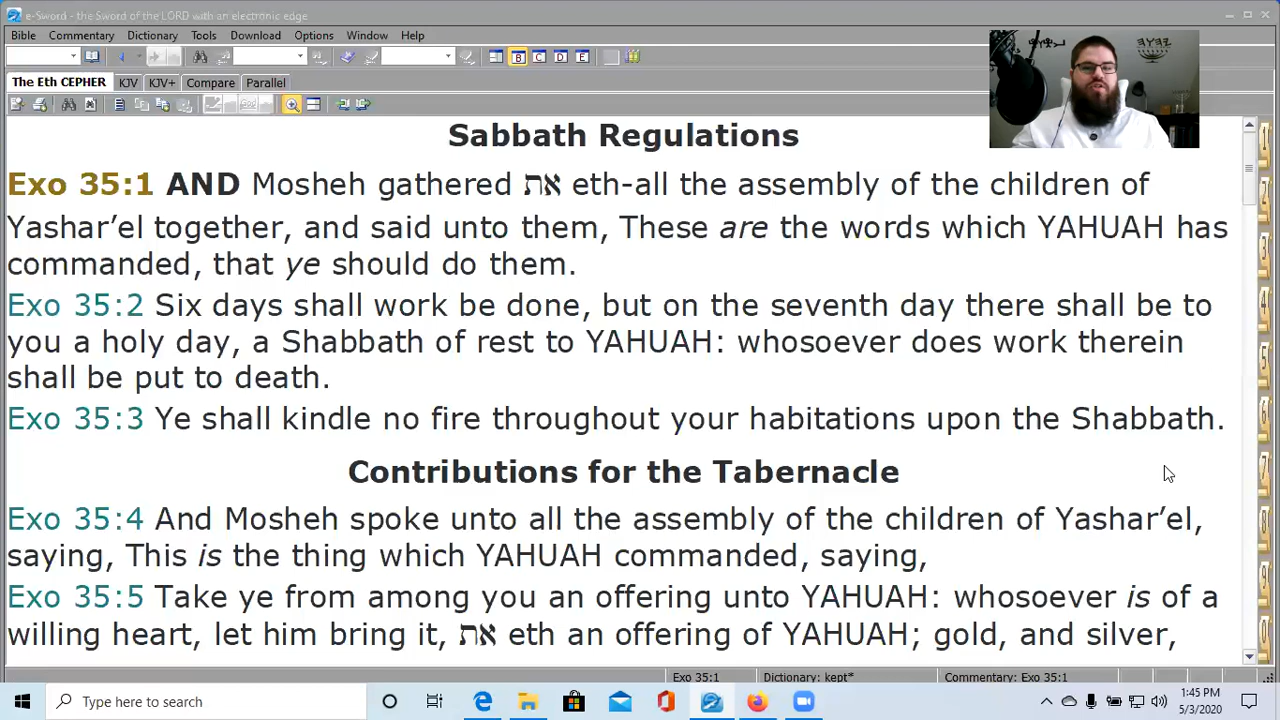 e-Sword - the Sword of the LORD with an electronic edge
Bible Commentary Dictionary Tools Download Options Window Help
B C D E
The Eth CEPHER KJV KJV+ Compare Parallel
Sabbath Regulations
Exo 35:1 AND Mosheh gathered את eth-all the assembly of the children of
Yashar’el together, and said unto them, These are the words which YAHUAH has
commanded, that ye should do them.
Exo 35:2 Six days shall work be done, but on the seventh day there shall be to
you a holy day, a Shabbath of rest to YAHUAH: whosoever does work therein
shall be put to death.
Exo 35:3 Ye shall kindle no fire throughout your habitations upon the Shabbath.
Contributions for the Tabernacle
Exo 35:4 And Mosheh spoke unto all the assembly of the children of Yashar’el,
saying, This is the thing which YAHUAH commanded, saying,
Exo 35:5 Take ye from among you an offering unto YAHUAH: whosoever is of a
willing heart, let him bring it, את eth an offering of YAHUAH; gold, and silver,
Exo 35:1 Dictionary: kept* Commentary: Exo 35:1
Type here to search
1:45 PM
5/3/2020